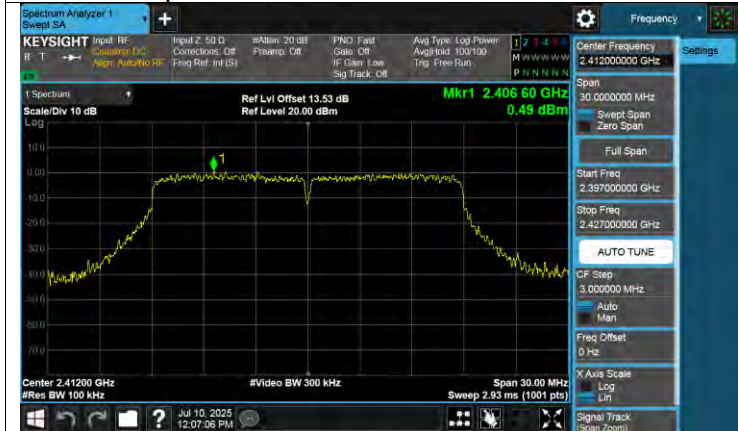 Spectrum Analyzer 1
Swept SA
+
Frequency
KEYSIGHT
R T
Input: RF
Coupling: DC
Align: Auto/No RF
Input Z: 50 Ω
Corrections: Off
Freq Ref: Int (S)
#Atten: 20 dB
Preamp: Off
PNO: Fast
Gate: Off
IF Gain: Low
Sig Track: Off
Avg Type: Log-Power
Avg|Hold: 100/100
Trig: Free Run
1 2 3 4 5 6
M W W W W W
P N N N N N
1 Spectrum
Scale/Div 10 dB
Log
Ref Lvl Offset 13.53 dB
Ref Level 20.00 dBm
Mkr1 2.406 60 GHz
0.49 dBm
10.0
0.00
-10.0
-20.0
-30.0
-40.0
-50.0
-60.0
-70.0
1
Center 2.41200 GHz
#Res BW 100 kHz
#Video BW 300 kHz
Span 30.00 MHz
Sweep 2.93 ms (1001 pts)
Jul 10, 2025
12:07:06 PM
?
Center Frequency
2.412000000 GHz
Settings
Span
30.0000000 MHz
Swept Span
Zero Span
Full Span
Start Freq
2.397000000 GHz
Stop Freq
2.427000000 GHz
AUTO TUNE
CF Step
3.000000 MHz
Auto
Man
Freq Offset
0 Hz
X Axis Scale
Log
Lin
Signal Track
(Span Zoom)